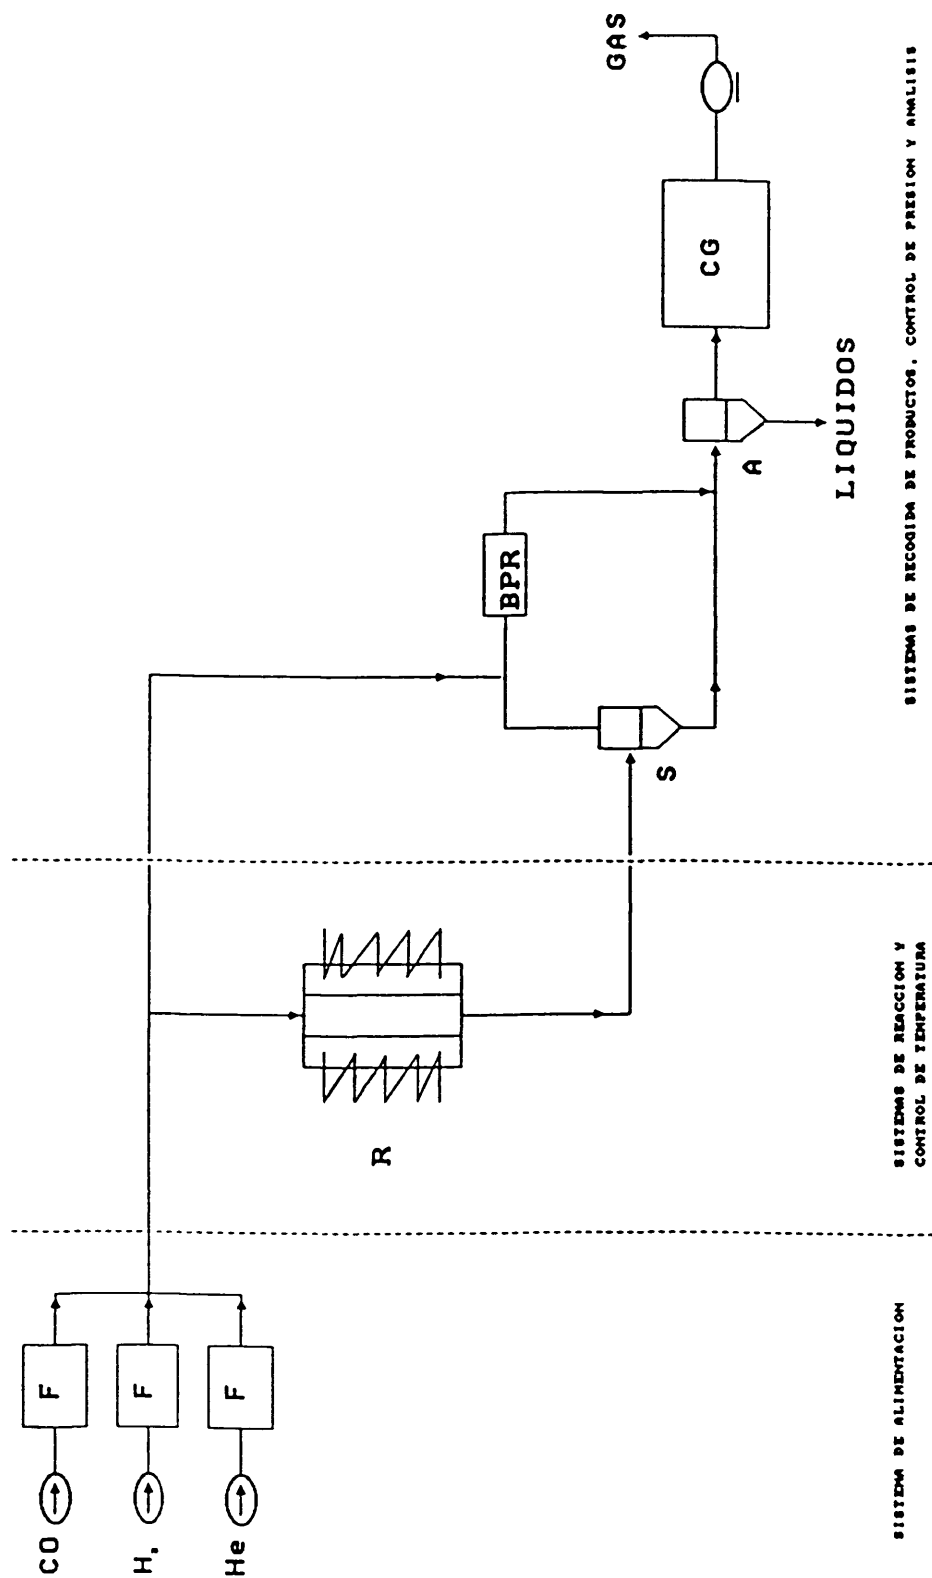 CO
H,
He
F
F
F
R
S
BPR
A
LIQUIDOS
CG
GAS
SISTEMA DE ALIMENTACION
SISTEMAS DE REACCION Y
CONTROL DE TEMPERATURA
SISTEMAS DE RECOGIDA DE PRODUCTOS, CONTROL DE PRESION Y ANALISIS